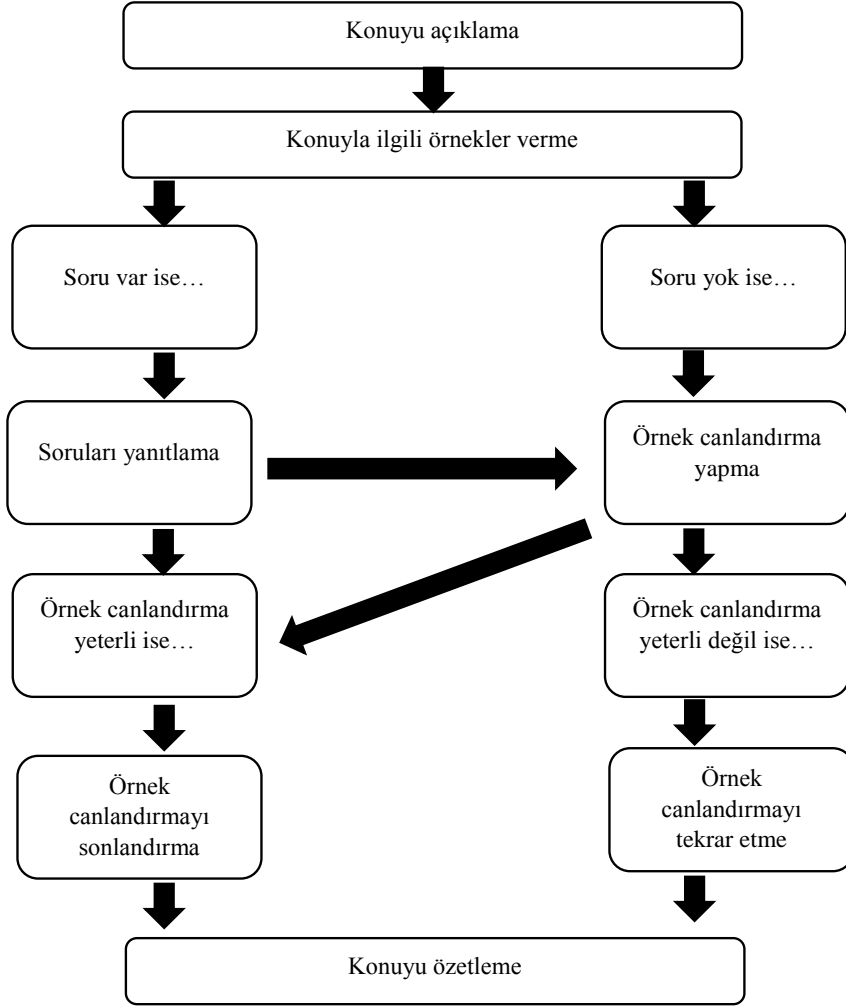 Konuyu açıklama
Konuyla ilgili örnekler verme
Soru var ise…
Soru yok ise…
Soruları yanıtlama
Örnek canlandırma
yapma
Örnek canlandırma
yeterli ise…
Örnek canlandırma
yeterli değil ise…
Örnek
canlandırmayı
sonlandırma
Örnek
canlandırmayı
tekrar etme
Konuyu özetleme